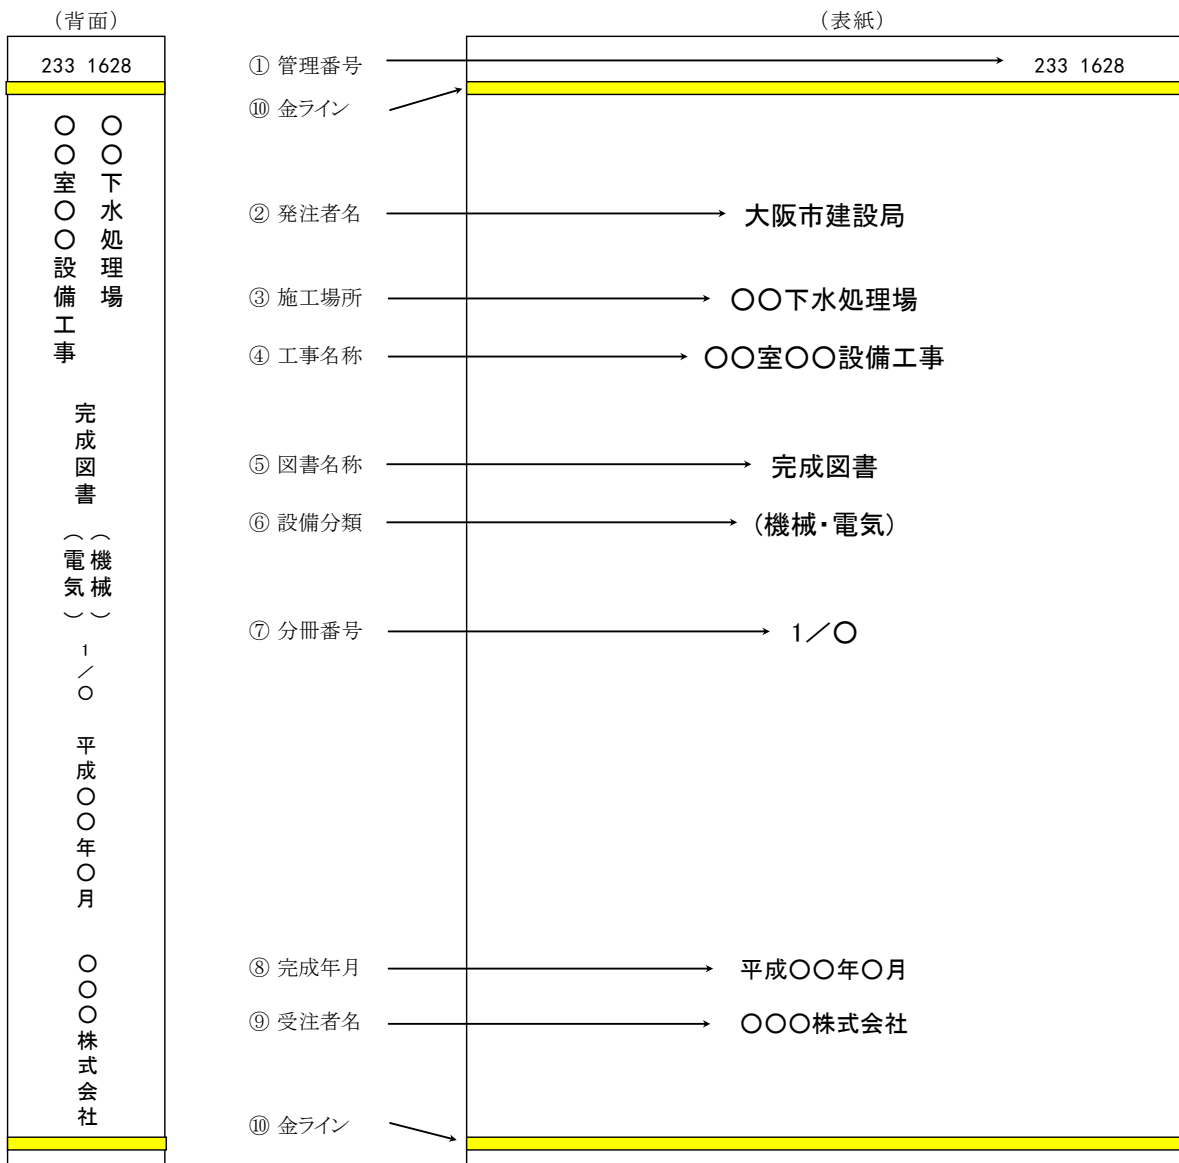 （背面）
233 1628
〇〇下水処理場
〇〇室〇〇設備工事
完成図書
（機械）
（電気）
1／〇
平成〇〇年〇月
〇〇〇株式会社
① 管理番号
⑩ 金ライン
② 発注者名
③ 施工場所
④ 工事名称
⑤ 図書名称
⑥ 設備分類
⑦ 分冊番号
⑧ 完成年月
⑨ 受注者名
⑩ 金ライン
（表紙）
233 1628
大阪市建設局
〇〇下水処理場
〇〇室〇〇設備工事
完成図書
（機械・電気）
1／〇
平成〇〇年〇月
〇〇〇株式会社